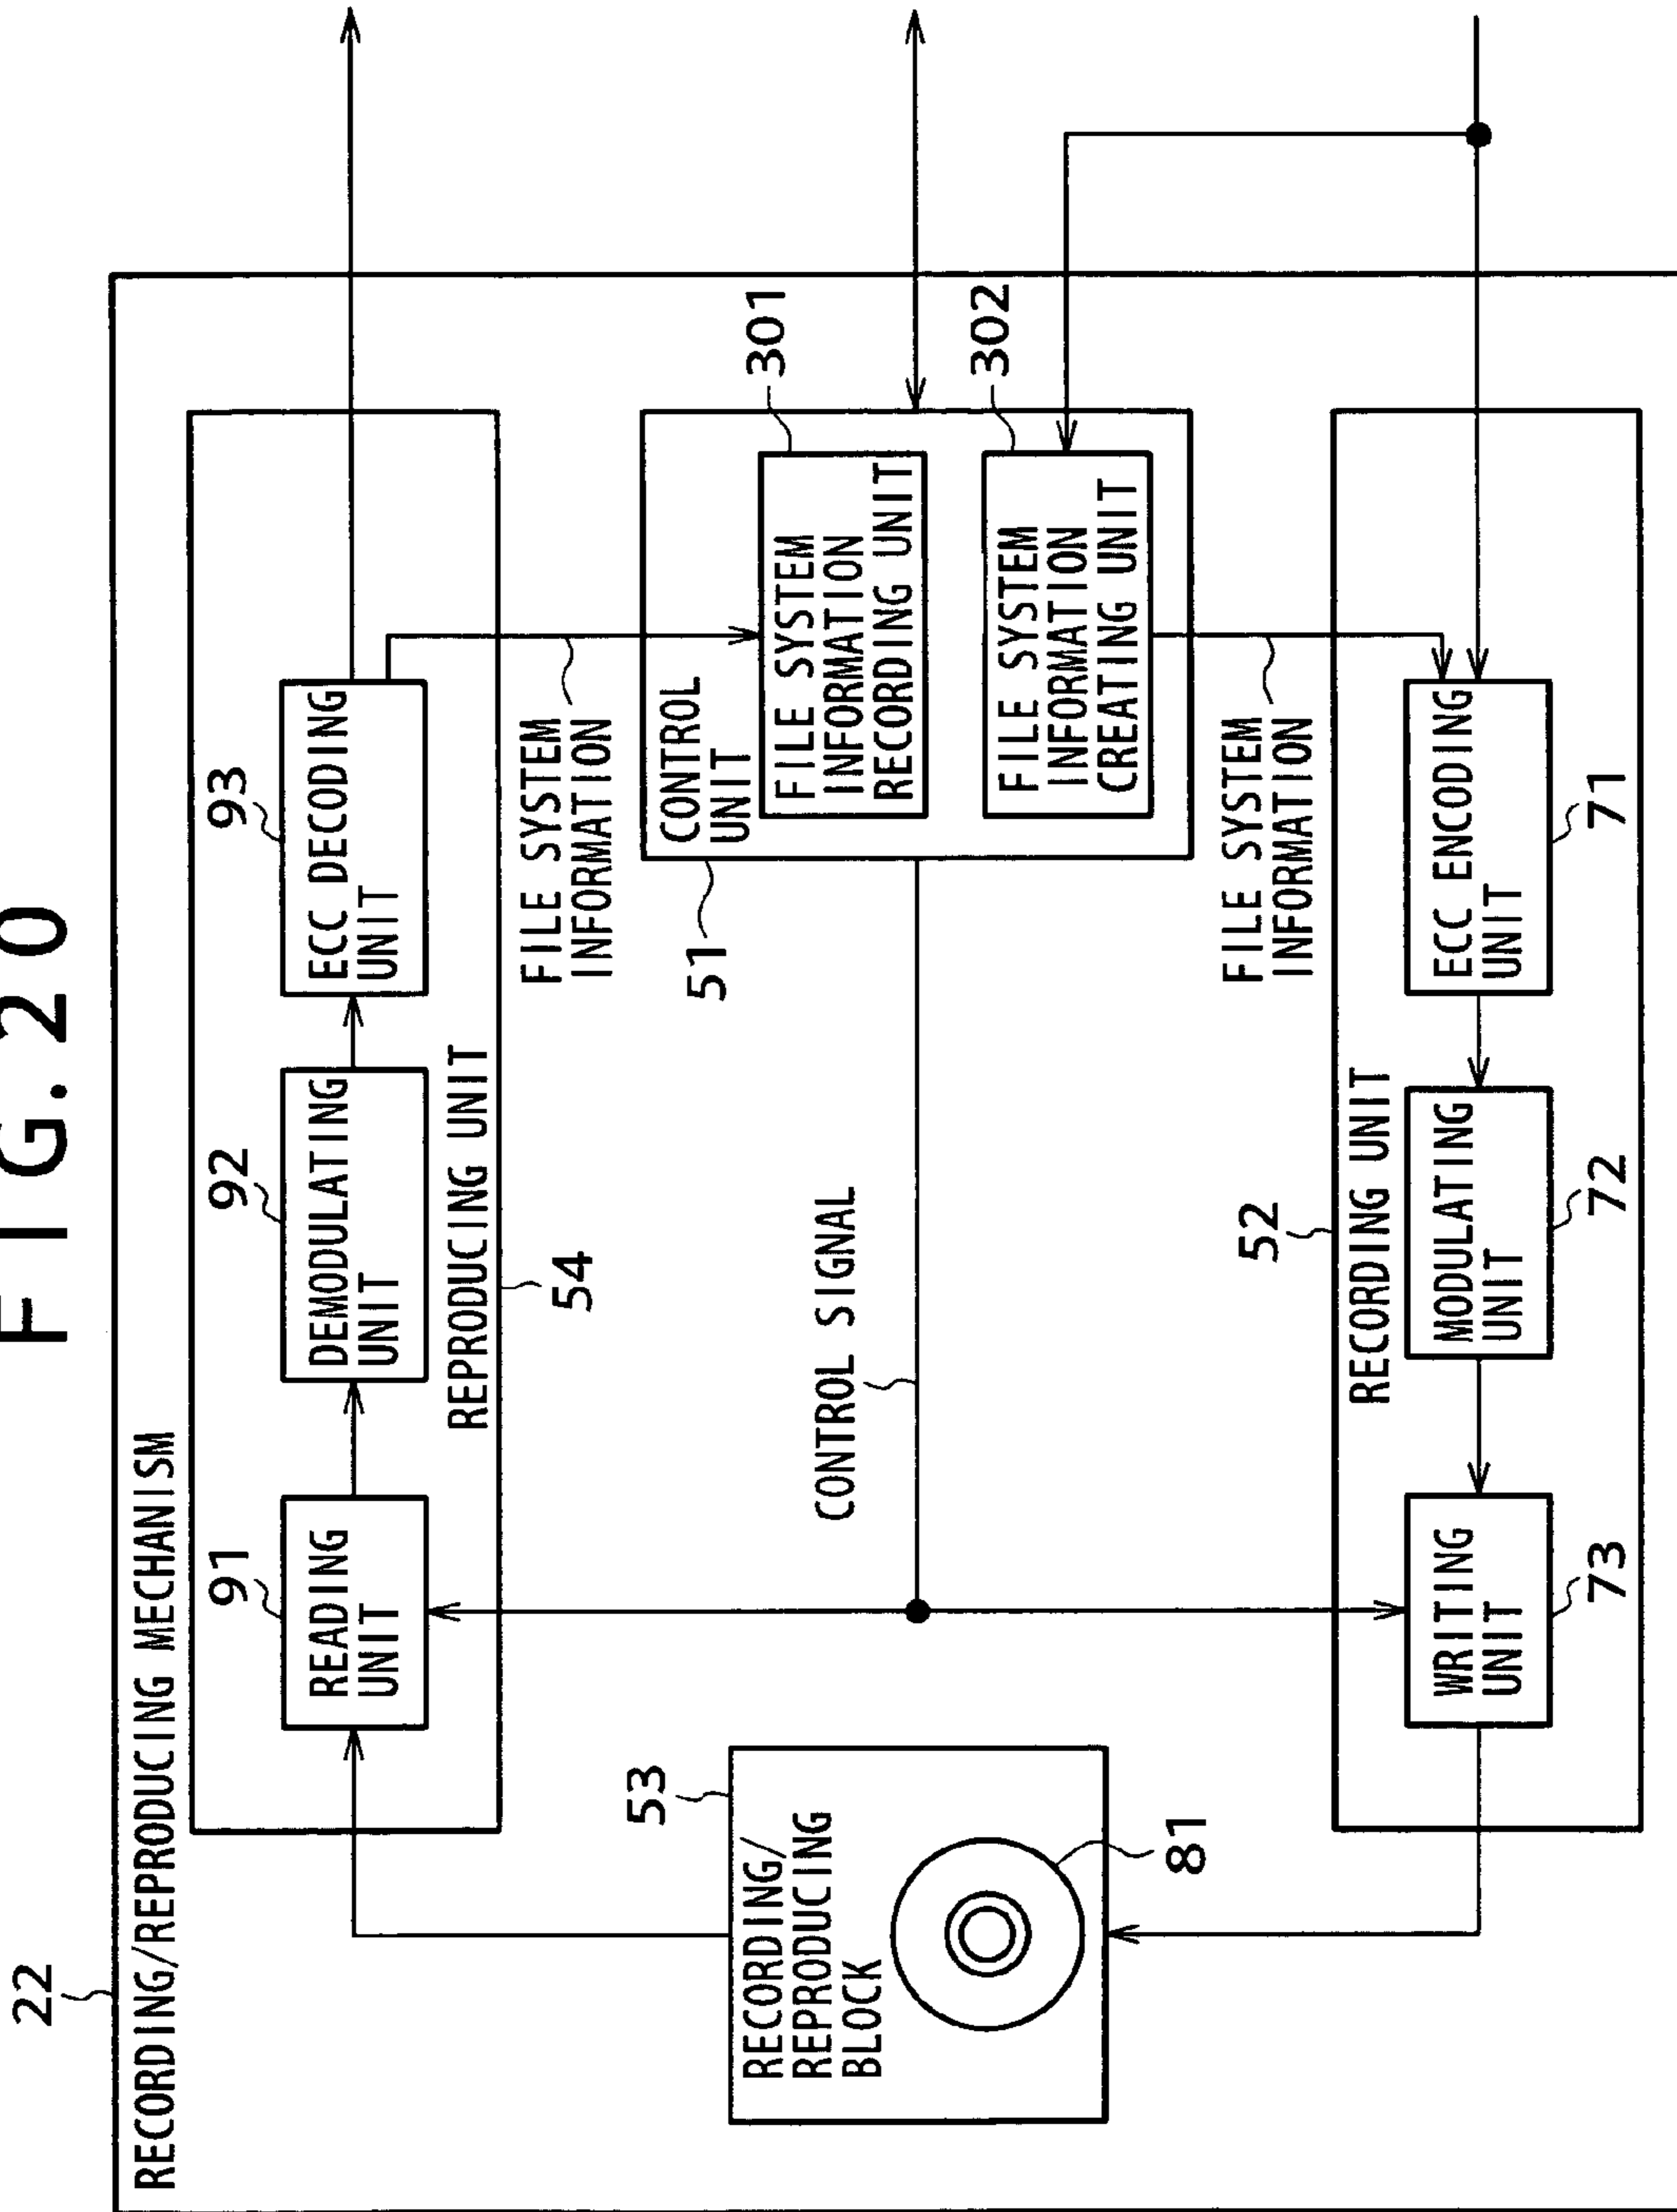 FIG.20
22
RECORDING/REPRODUCING MECHANISM
91
READING
UNIT
92
DEMODULATING
UNIT
93
ECC DECODING
UNIT
REPRODUCING UNIT
54
FILE SYSTEM
INFORMATION
53
RECORDING/
REPRODUCING
BLOCK
81
CONTROL SIGNAL
51
CONTROL
UNIT
301
FILE SYSTEM
INFORMATION
RECORDING UNIT
302
FILE SYSTEM
INFORMATION
CREATING UNIT
FILE SYSTEM
INFORMATION
52
RECORDING UNIT
WRITING
UNIT
73
MODULATING
UNIT
72
ECC ENCODING
UNIT
71